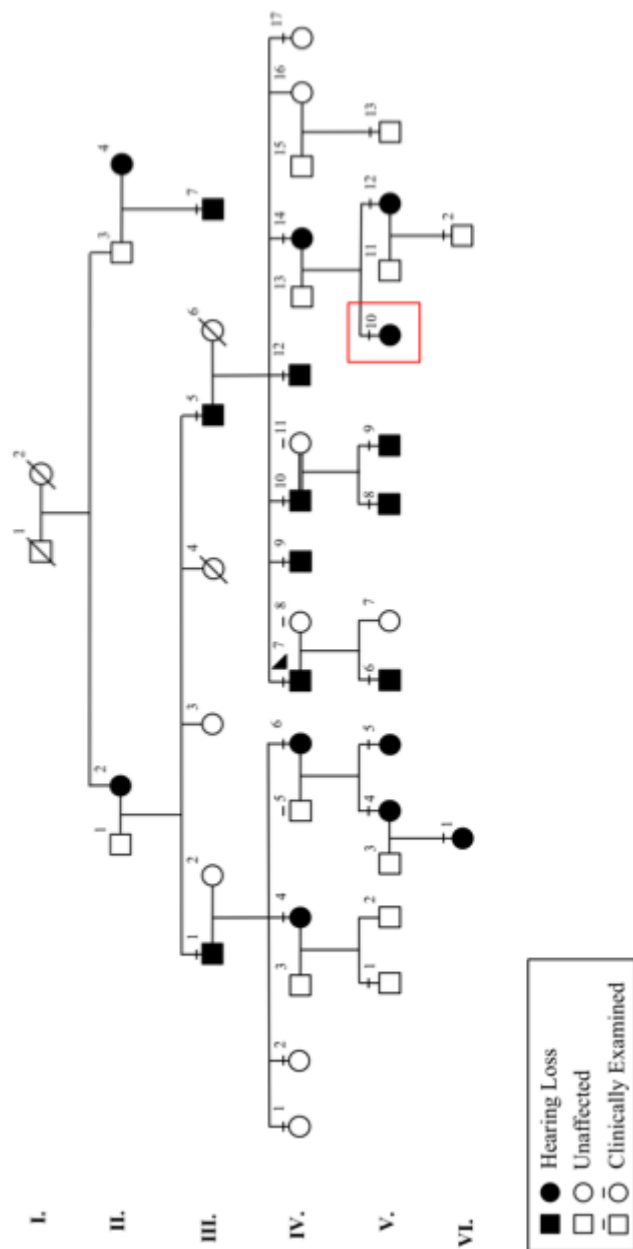 I.
1 2
II.
1 2 3 4
III.
1 2 3 4 5 6 7
IV.
1 2 3 4 5 6 7 8 9 10 11 12 13 14 15 16 17
V.
1 2 3 4 5 6 7 8 9 10 11 12 13
VI.
1 2
Hearing Loss
Unaffected
Clinically Examined